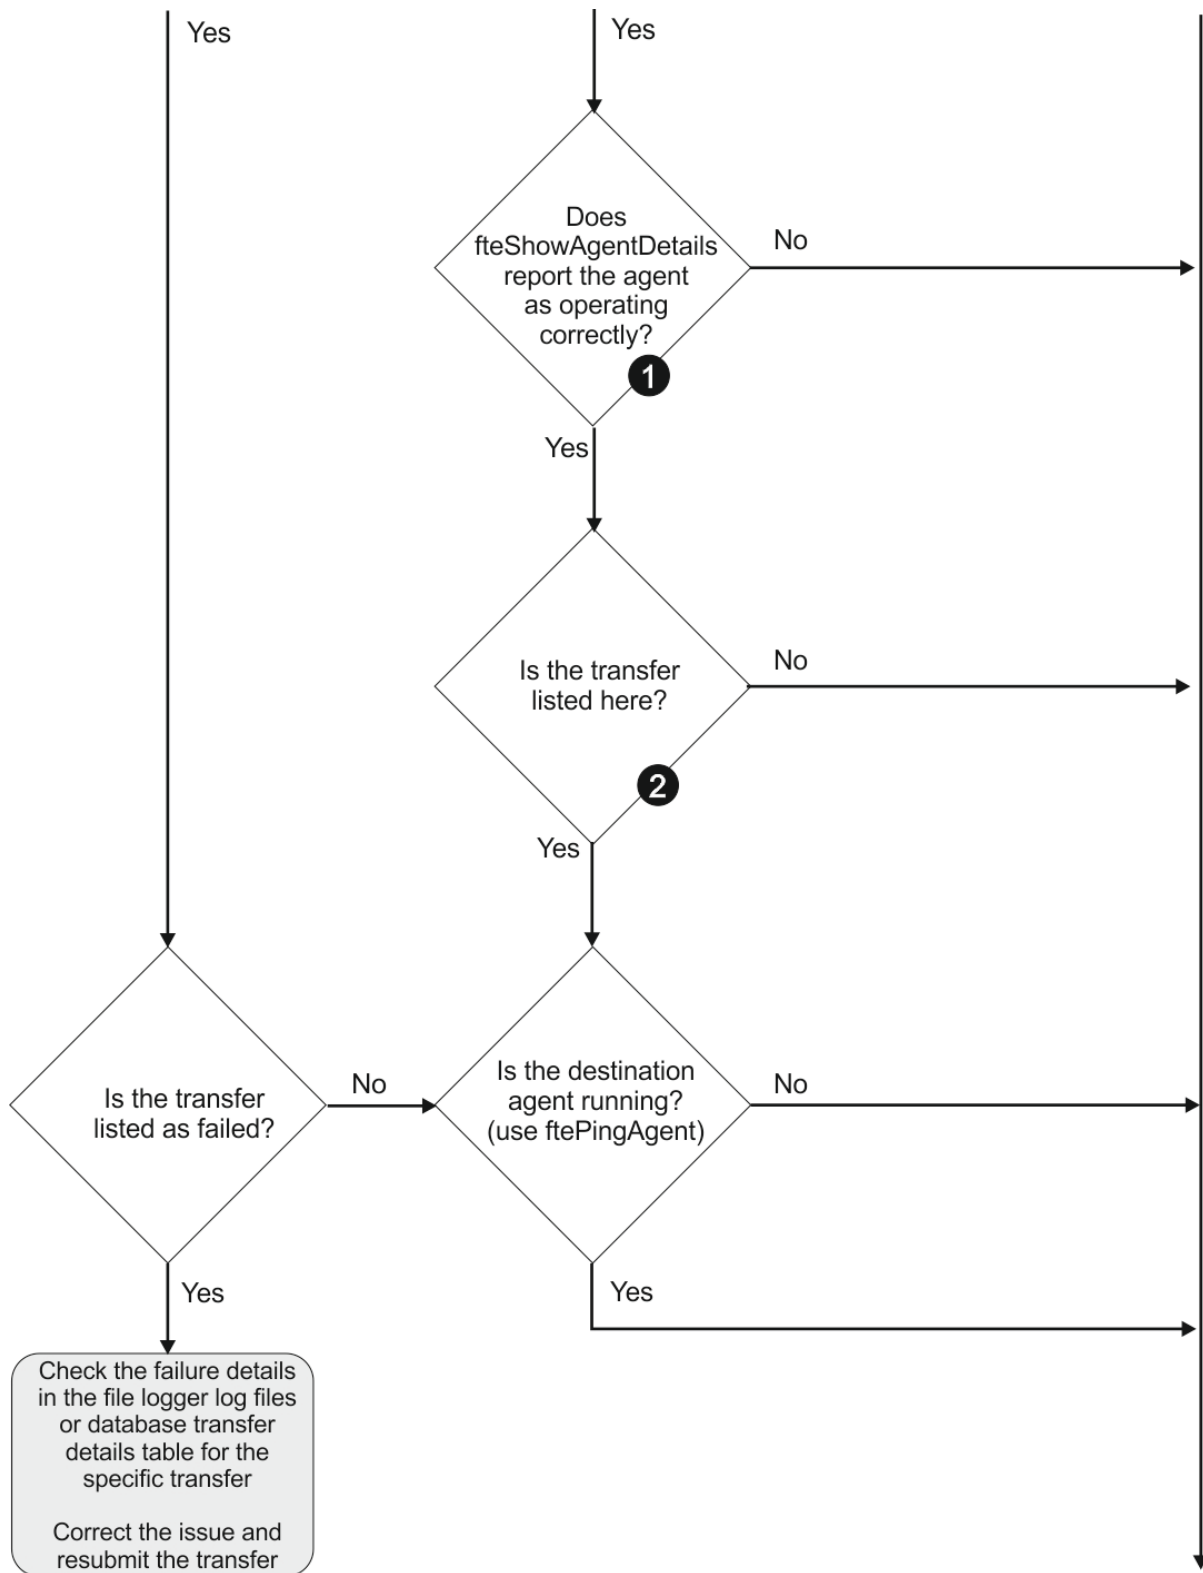 Yes
Yes
Does
fteShowAgentDetails
report the agent
as operating
correctly?
No
1
Yes
Is the transfer
listed here?
No
2
Yes
Is the transfer
listed as failed?
No
Is the destination
agent running?
(use ftePingAgent)
No
Yes
Yes
Check the failure details
in the file logger log files
or database transfer
details table for the
specific transfer
Correct the issue and
resubmit the transfer